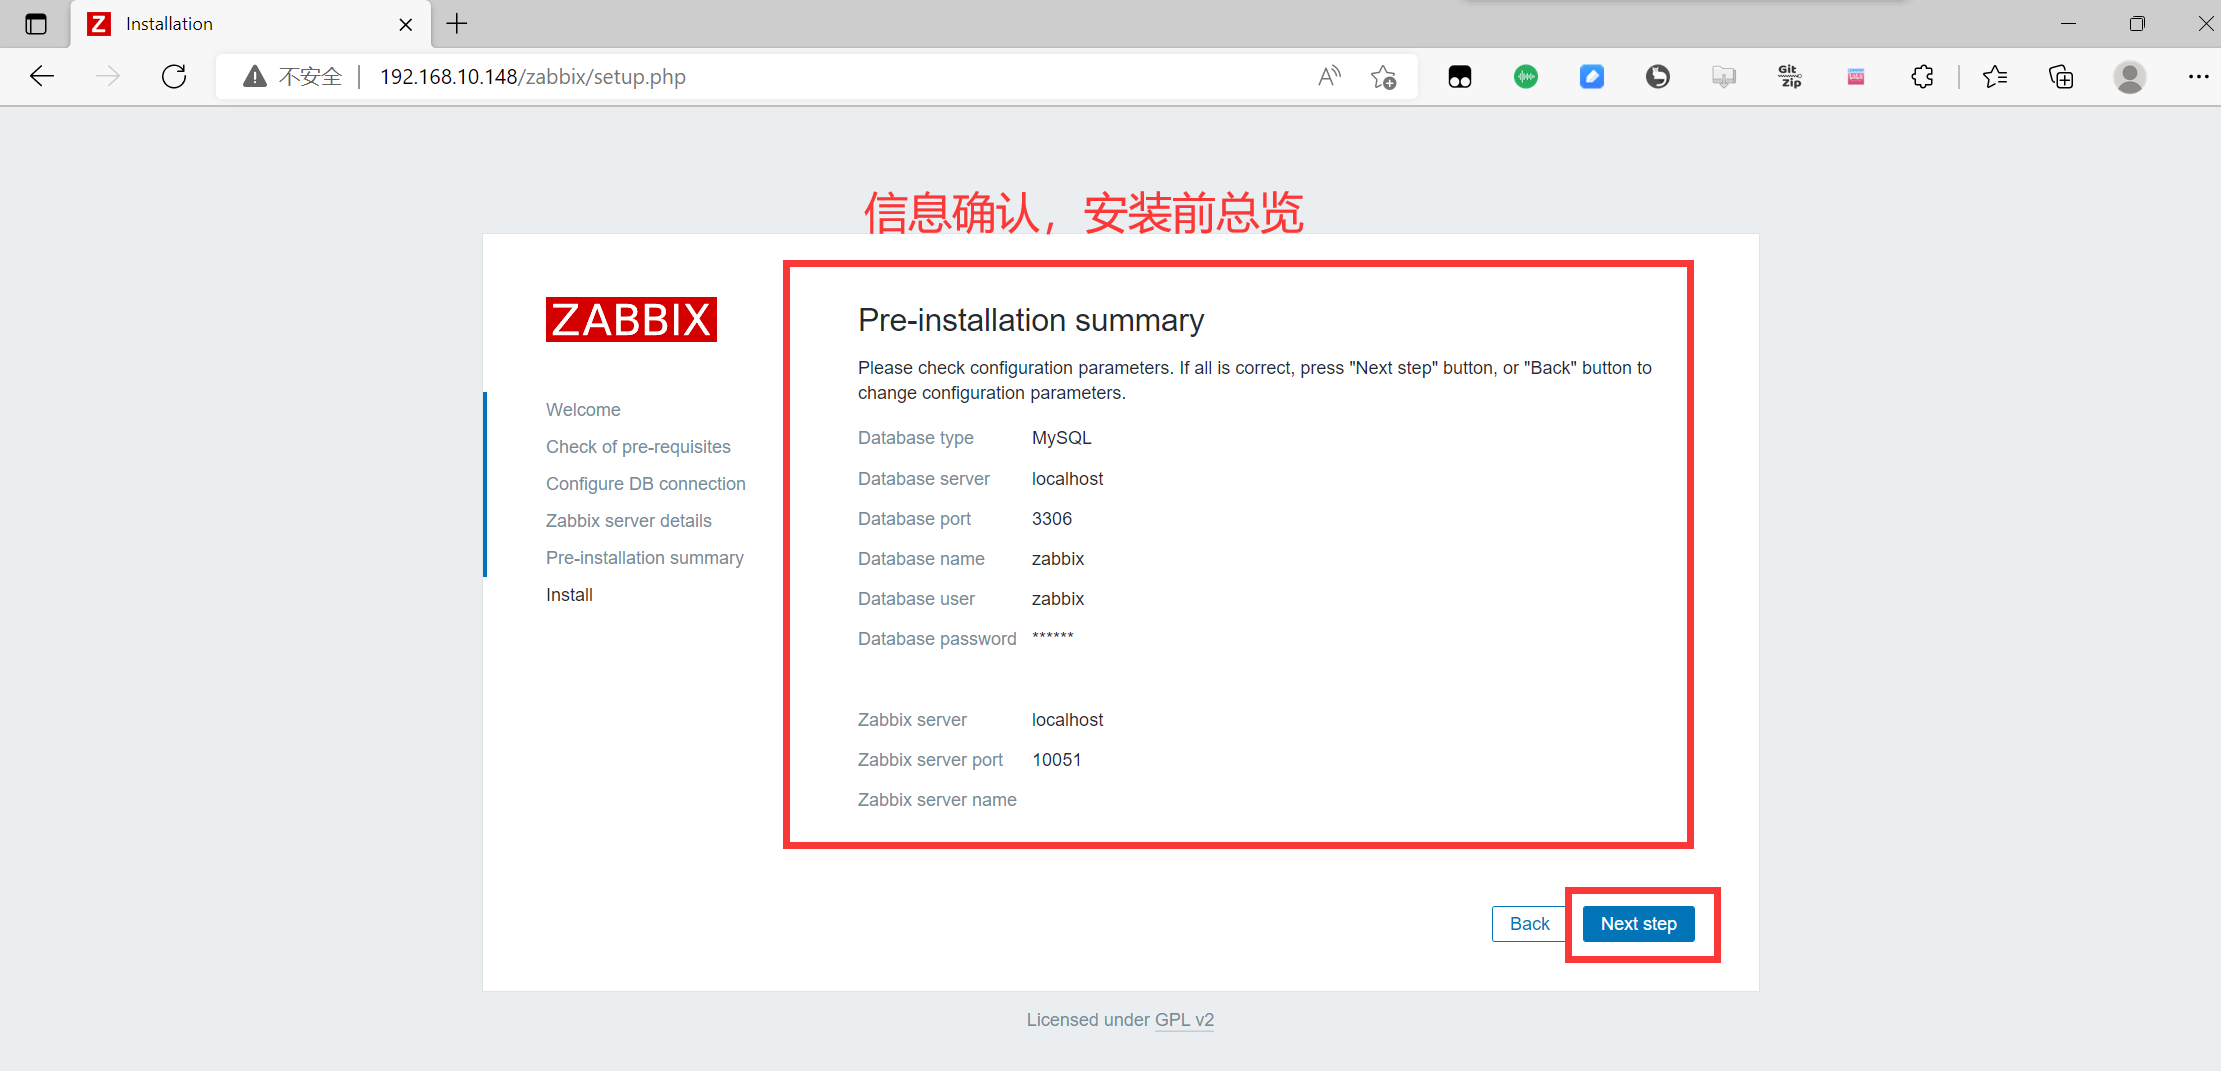 Installation
不安全
192.168.10.148/zabbix/setup.php
Git
Zip
信息确认，安装前总览
ZABBIX
Welcome
Check of pre-requisites
Configure DB connection
Zabbix server details
Pre-installation summary
Install
Pre-installation summary
Please check configuration parameters. If all is correct, press "Next step" button, or "Back" button to
change configuration parameters.
Database type MySQL
Database server localhost
Database port 3306
Database name zabbix
Database user zabbix
Database password ******
Zabbix server localhost
Zabbix server port 10051
Zabbix server name
Back
Next step
Licensed under GPL v2